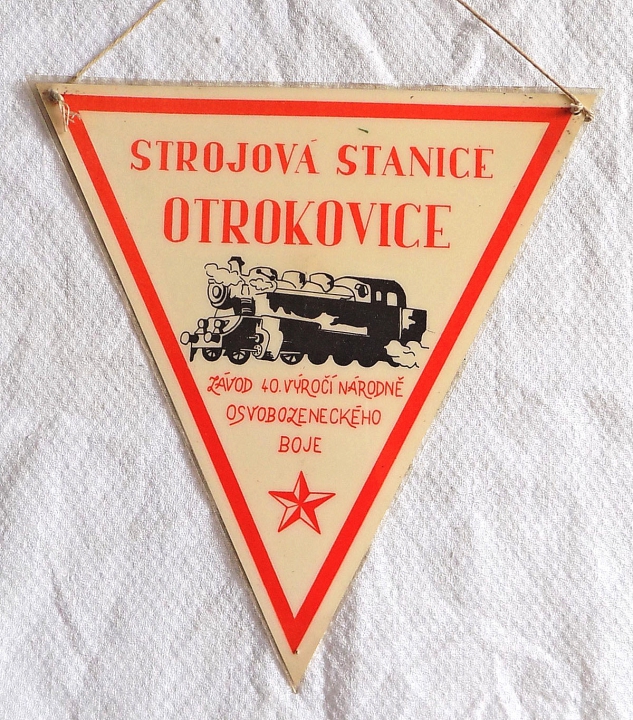 STROJOVÁ STANICE
OTROKOVICE
ZÁVOD 40. VÝROČÍ NÁRODNĚ
OSVOBOZENECKÉHO
BOJE